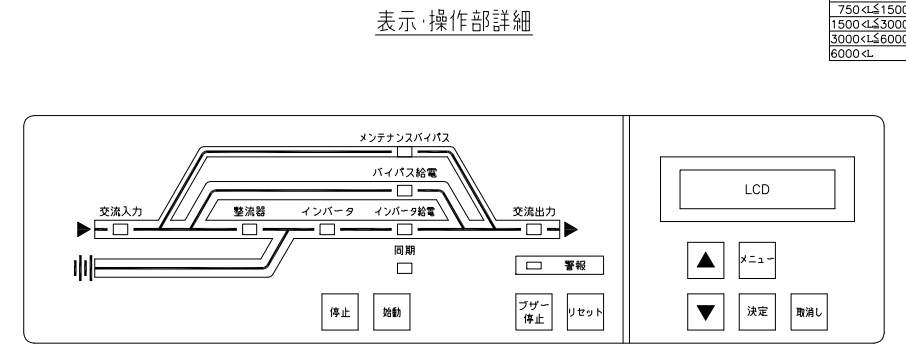 表示・操作部詳細
750<L≦1500
1500<L≦3000
3000<L≦6000
6000<L
メンテナンスバイパス
バイパス給電
交流入力
整流器
インバータ
インバータ給電
交流出力
同期
警報
停止
始動
ブザー
停止
リセット
LCD
▲
メニュー
▼
決定
取消し